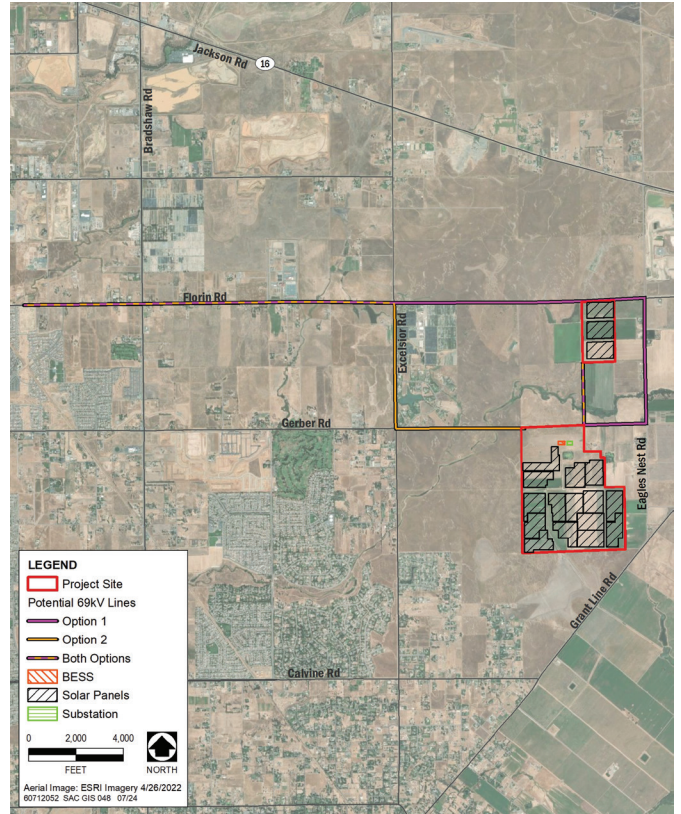 Jackson Rd
16
Bradshaw Rd
Florin Rd
Excelsior Rd
Gerber Rd
Eagles Nest Rd
Grant Line Rd
Calvine Rd
LEGEND
Project Site
Potential 69kV Lines
Option 1
Option 2
Both Options
BESS
Solar Panels
Substation
0 2,000 4,000
FEET
NORTH
Aerial Image: ESRI Imagery 4/26/2022
60712052 SAC GIS 048 07/24